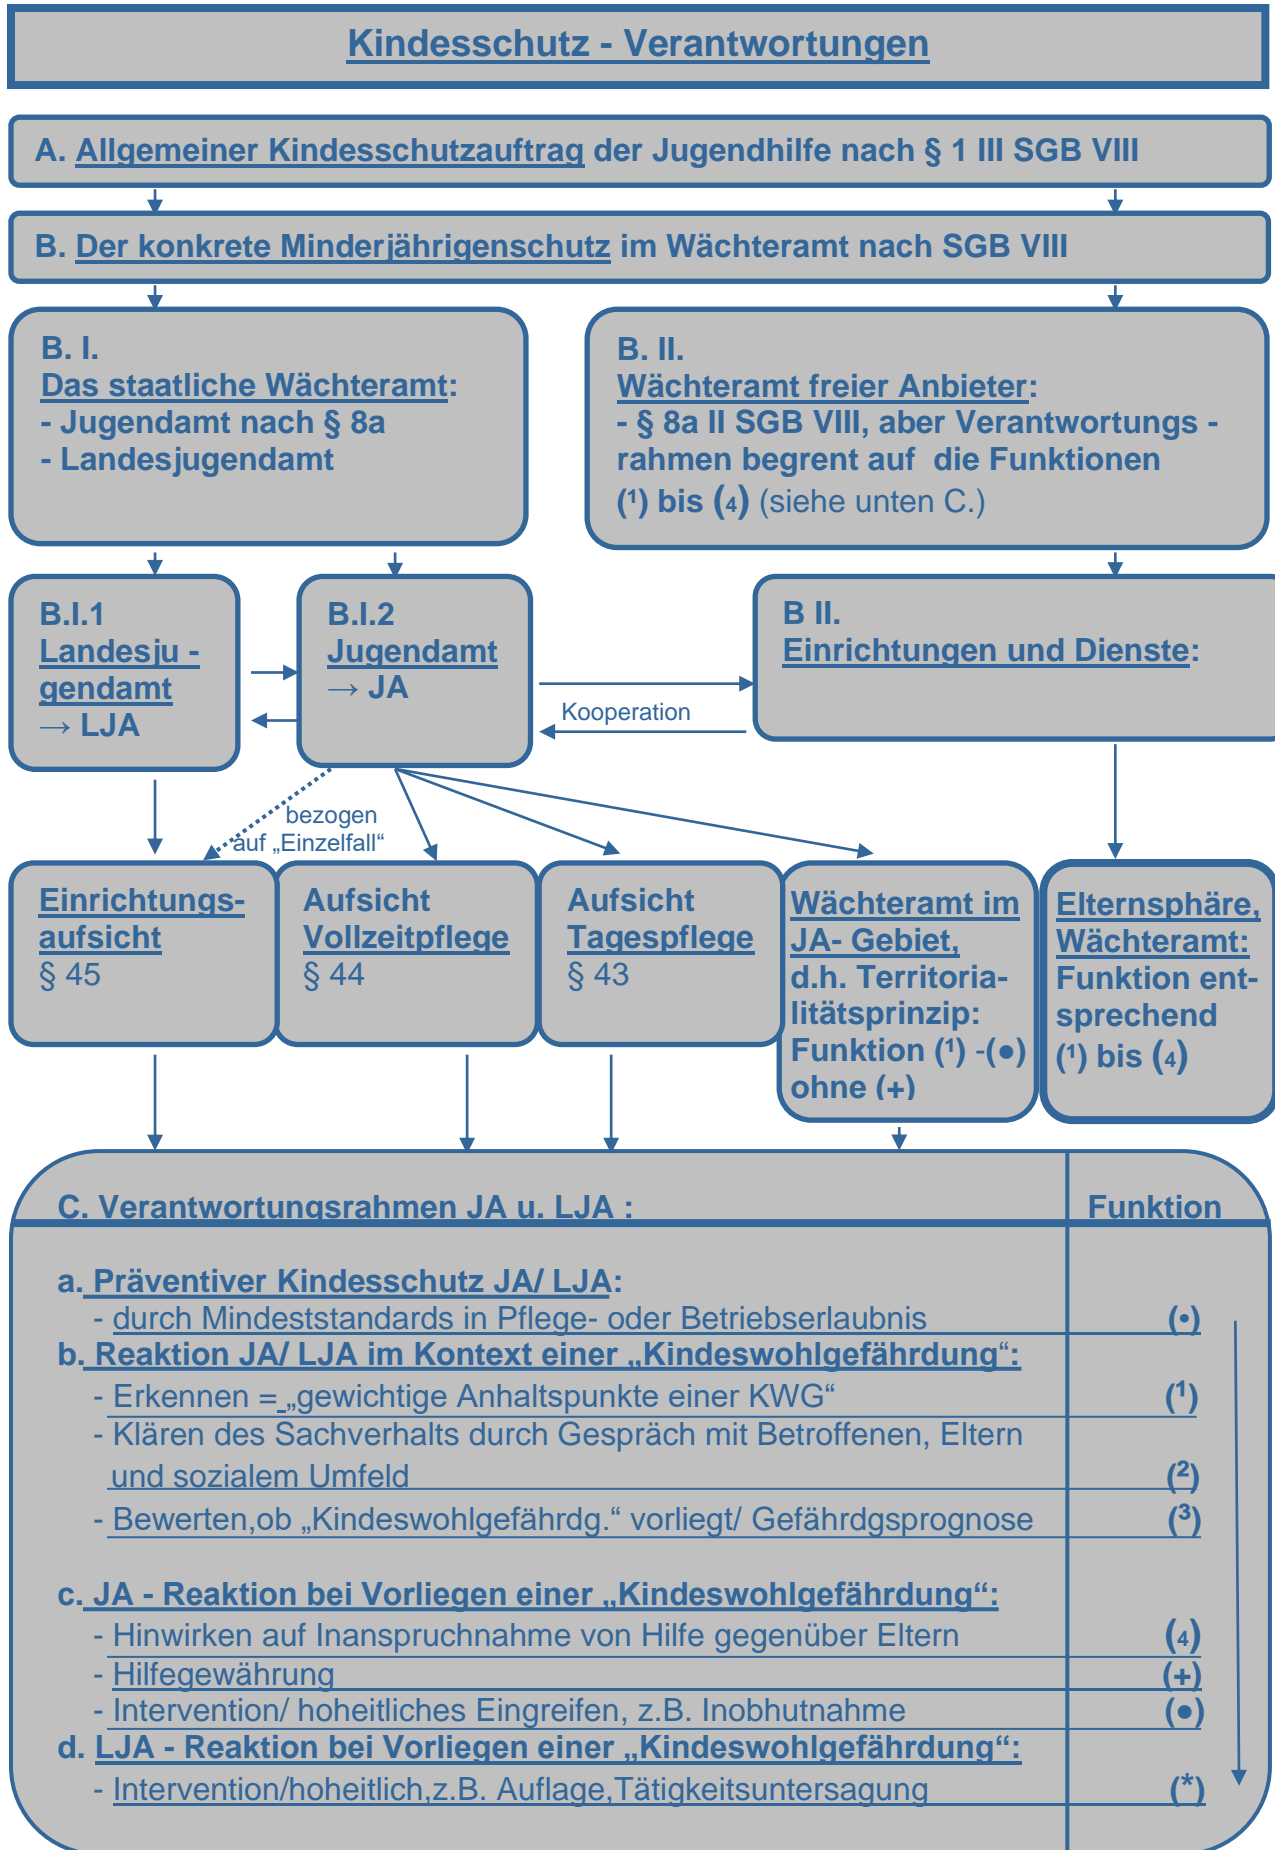 Kindesschutz - Verantwortungen
A. Allgemeiner Kindesschutzauftrag der Jugendhilfe nach § 1 III SGB VIII
B. Der konkrete Minderjährigenschutz im Wächteramt nach SGB VIII
B. I.
Das staatliche Wächteramt:
- Jugendamt nach § 8a
- Landesjugendamt
B. II.
Wächteramt freier Anbieter:
- § 8a II SGB VIII, aber Verantwortungs -
rahmen begrent auf die Funktionen
(¹) bis (₄) (siehe unten C.)
B.I.1
Landesju -
gendamt
→ LJA
B.I.2
Jugendamt
→ JA
Kooperation
B II.
Einrichtungen und Dienste:
bezogen
auf „Einzelfall“
Einrichtungs-
aufsicht
§ 45
Aufsicht
Vollzeitpflege
§ 44
Aufsicht
Tagespflege
§ 43
Wächteramt im
JA- Gebiet,
d.h. Territoria-
litätsprinzip:
Funktion (¹) -(●)
ohne (+)
Elternsphäre,
Wächteramt:
Funktion ent-
sprechend
(¹) bis (₄)
C. Verantwortungsrahmen JA u. LJA : Funktion
a. Präventiver Kindesschutz JA/ LJA:
- durch Mindeststandards in Pflege- oder Betriebserlaubnis (•)
b. Reaktion JA/ LJA im Kontext einer „Kindeswohlgefährdung“:
- Erkennen = „gewichtige Anhaltspunkte einer KWG“ (¹)
- Klären des Sachverhalts durch Gespräch mit Betroffenen, Eltern
und sozialem Umfeld (²)
- Bewerten,ob „Kindeswohlgefährdg.“ vorliegt/ Gefährdgsprognose (³)
c. JA - Reaktion bei Vorliegen einer „Kindeswohlgefährdung“:
- Hinwirken auf Inanspruchnahme von Hilfe gegenüber Eltern (₄)
- Hilfegewährung (+)
- Intervention/ hoheitliches Eingreifen, z.B. Inobhutnahme (●)
d. LJA - Reaktion bei Vorliegen einer „Kindeswohlgefährdung“:
- Intervention/hoheitlich,z.B. Auflage,Tätigkeitsuntersagung (*)